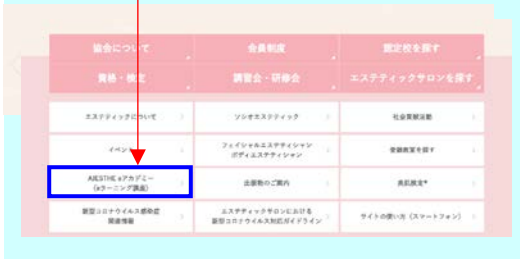 協会について
会員制度
認定校を探す
資格・検定
講習会・研修会
エステティックサロンを探す
エステティックについて
ソシオエステティック
社会貢献活動
イベント
フェイシャルエステティシャン
ボディエステティシャン
受験教室を探す
AJESTHE eアカデミー
(eラーニング講座)
出版物のご案内
美肌検定*
新型コロナウイルス感染症
関連情報
エステティックサロンにおける
新型コロナウイルス対応ガイドライン
サイトの使い方(スマートフォン)